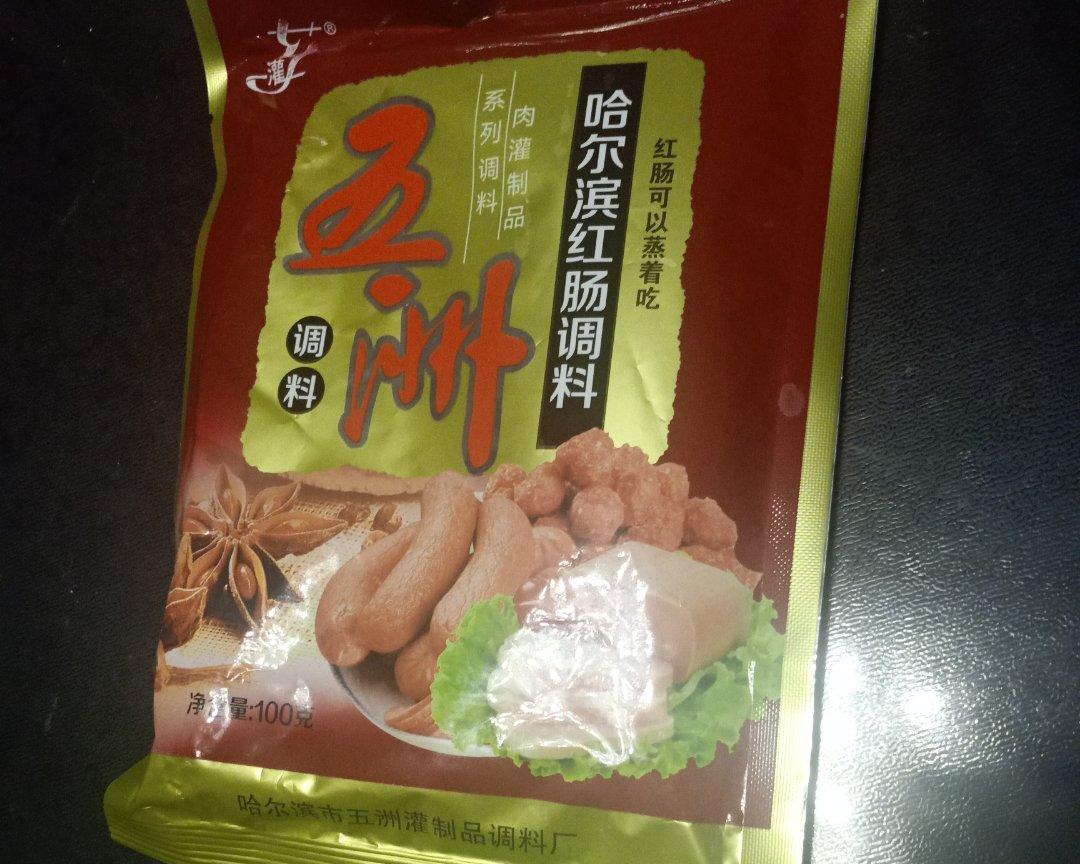 灌
®
五洲
调料
肉灌制品
系列调料
哈尔滨红肠调料
红肠可以蒸着吃
净含量:100克
哈尔滨市五洲灌制品调料厂